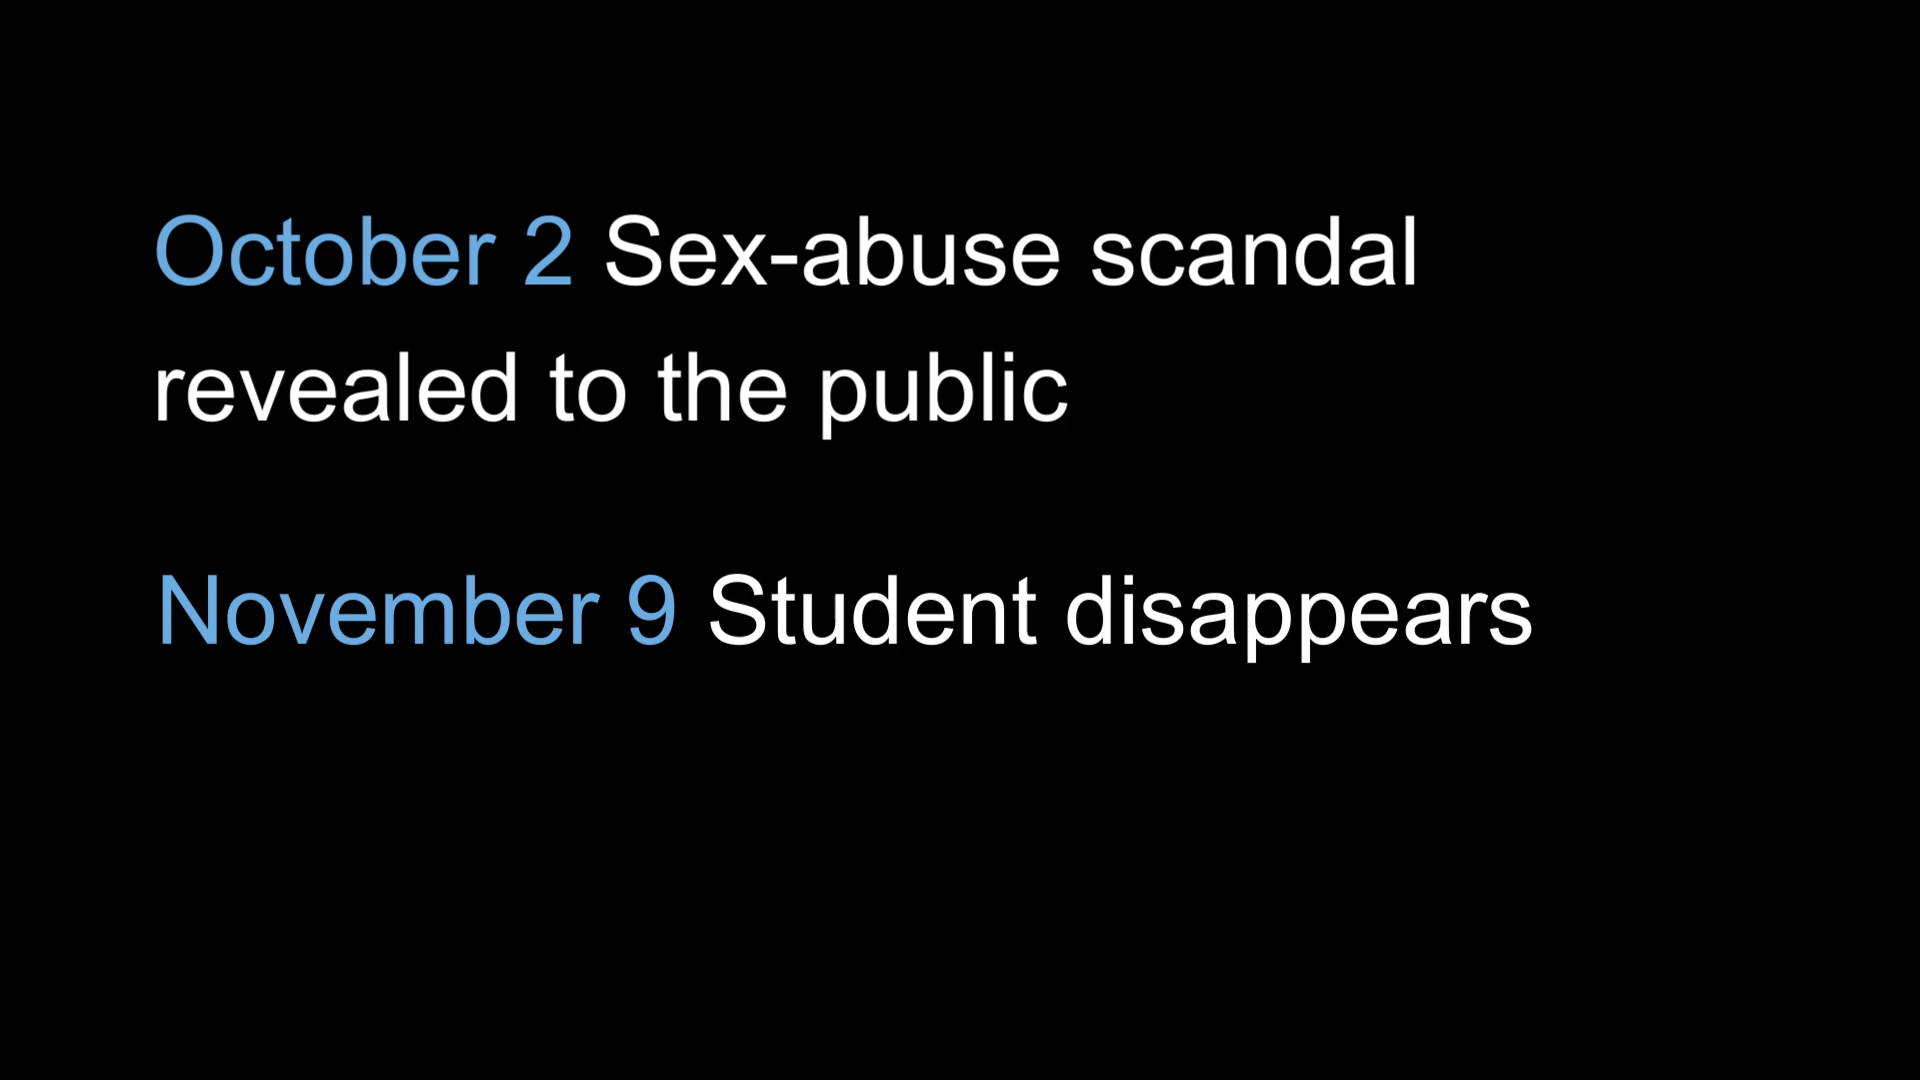 October 2 Sex-abuse scandal
revealed to the public
November 9 Student disappears